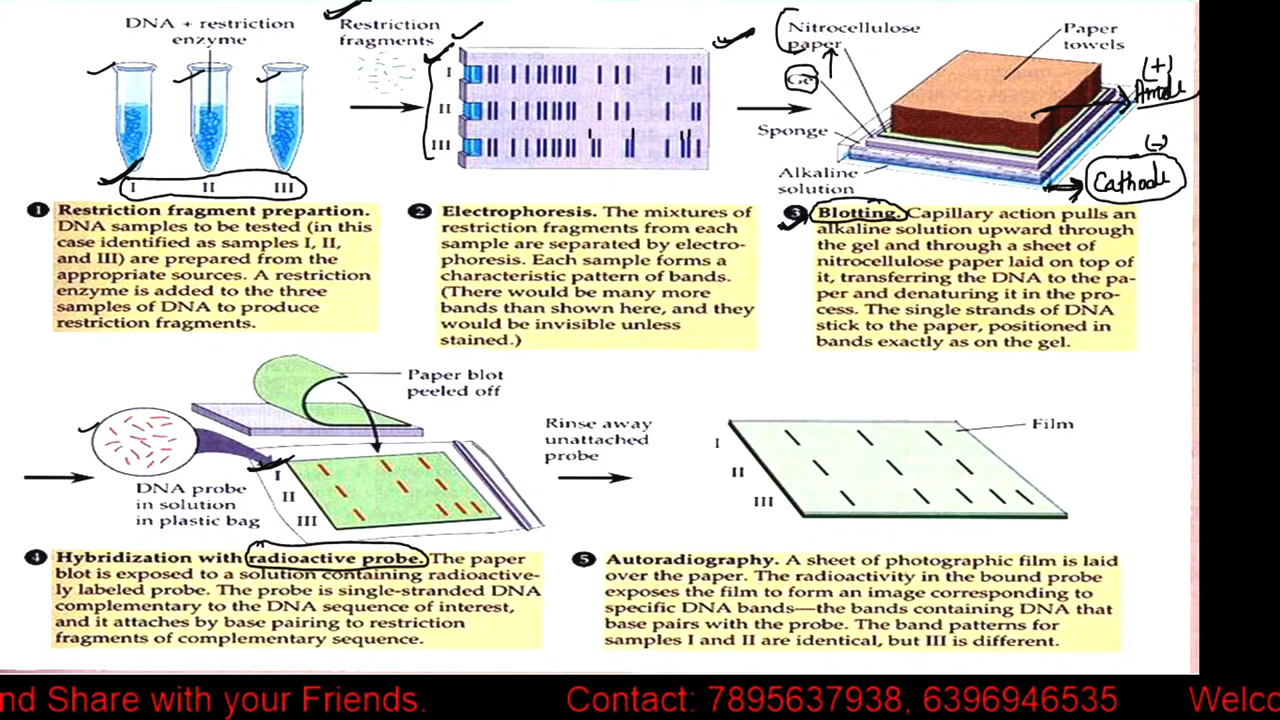 DNA + restriction
enzyme
Restriction
fragments
I
II
III
Nitrocellulose
paper
Gel
Sponge
Alkaline
solution
Paper
towels
(+)
Anode
(-)
Cathode
I II III
1 Restriction fragment prepartion.
DNA samples to be tested (in this
case identified as samples I, II,
and III) are prepared from the
appropriate sources. A restriction
enzyme is added to the three
samples of DNA to produce
restriction fragments.
2 Electrophoresis. The mixtures of
restriction fragments from each
sample are separated by electro-
phoresis. Each sample forms a
characteristic pattern of bands.
(There would be many more
bands than shown here, and they
would be invisible unless
stained.)
3 Blotting. Capillary action pulls an
alkaline solution upward through
the gel and through a sheet of
nitrocellulose paper laid on top of
it, transferring the DNA to the pa-
per and denaturing it in the pro-
cess. The single strands of DNA
stick to the paper, positioned in
bands exactly as on the gel.
Paper blot
peeled off
DNA probe
in solution
in plastic bag
I
II
III
Rinse away
unattached
probe
I
II
III
Film
4 Hybridization with radioactive probe. The paper
blot is exposed to a solution containing radioactive-
ly labeled probe. The probe is single-stranded DNA
complementary to the DNA sequence of interest,
and it attaches by base pairing to restriction
fragments of complementary sequence.
5 Autoradiography. A sheet of photographic film is laid
over the paper. The radioactivity in the bound probe
exposes the film to form an image corresponding to
specific DNA bands—the bands containing DNA that
base pairs with the probe. The band patterns for
samples I and II are identical, but III is different.
nd Share with your Friends. Contact: 7895637938, 6396946535 Welco